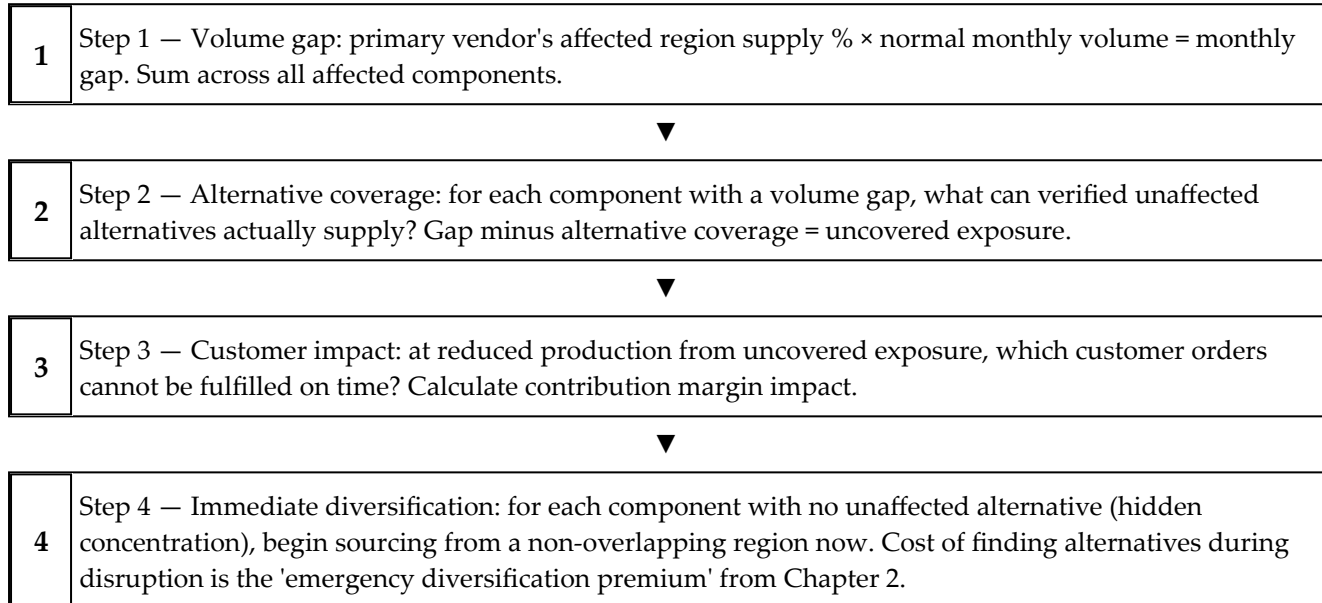 1
Step 1 — Volume gap: primary vendor's affected region supply % × normal monthly volume = monthly
gap. Sum across all affected components.
▼
2
Step 2 — Alternative coverage: for each component with a volume gap, what can verified unaffected
alternatives actually supply? Gap minus alternative coverage = uncovered exposure.
▼
3
Step 3 — Customer impact: at reduced production from uncovered exposure, which customer orders
cannot be fulfilled on time? Calculate contribution margin impact.
▼
4
Step 4 — Immediate diversification: for each component with no unaffected alternative (hidden
concentration), begin sourcing from a non-overlapping region now. Cost of finding alternatives during
disruption is the 'emergency diversification premium' from Chapter 2.